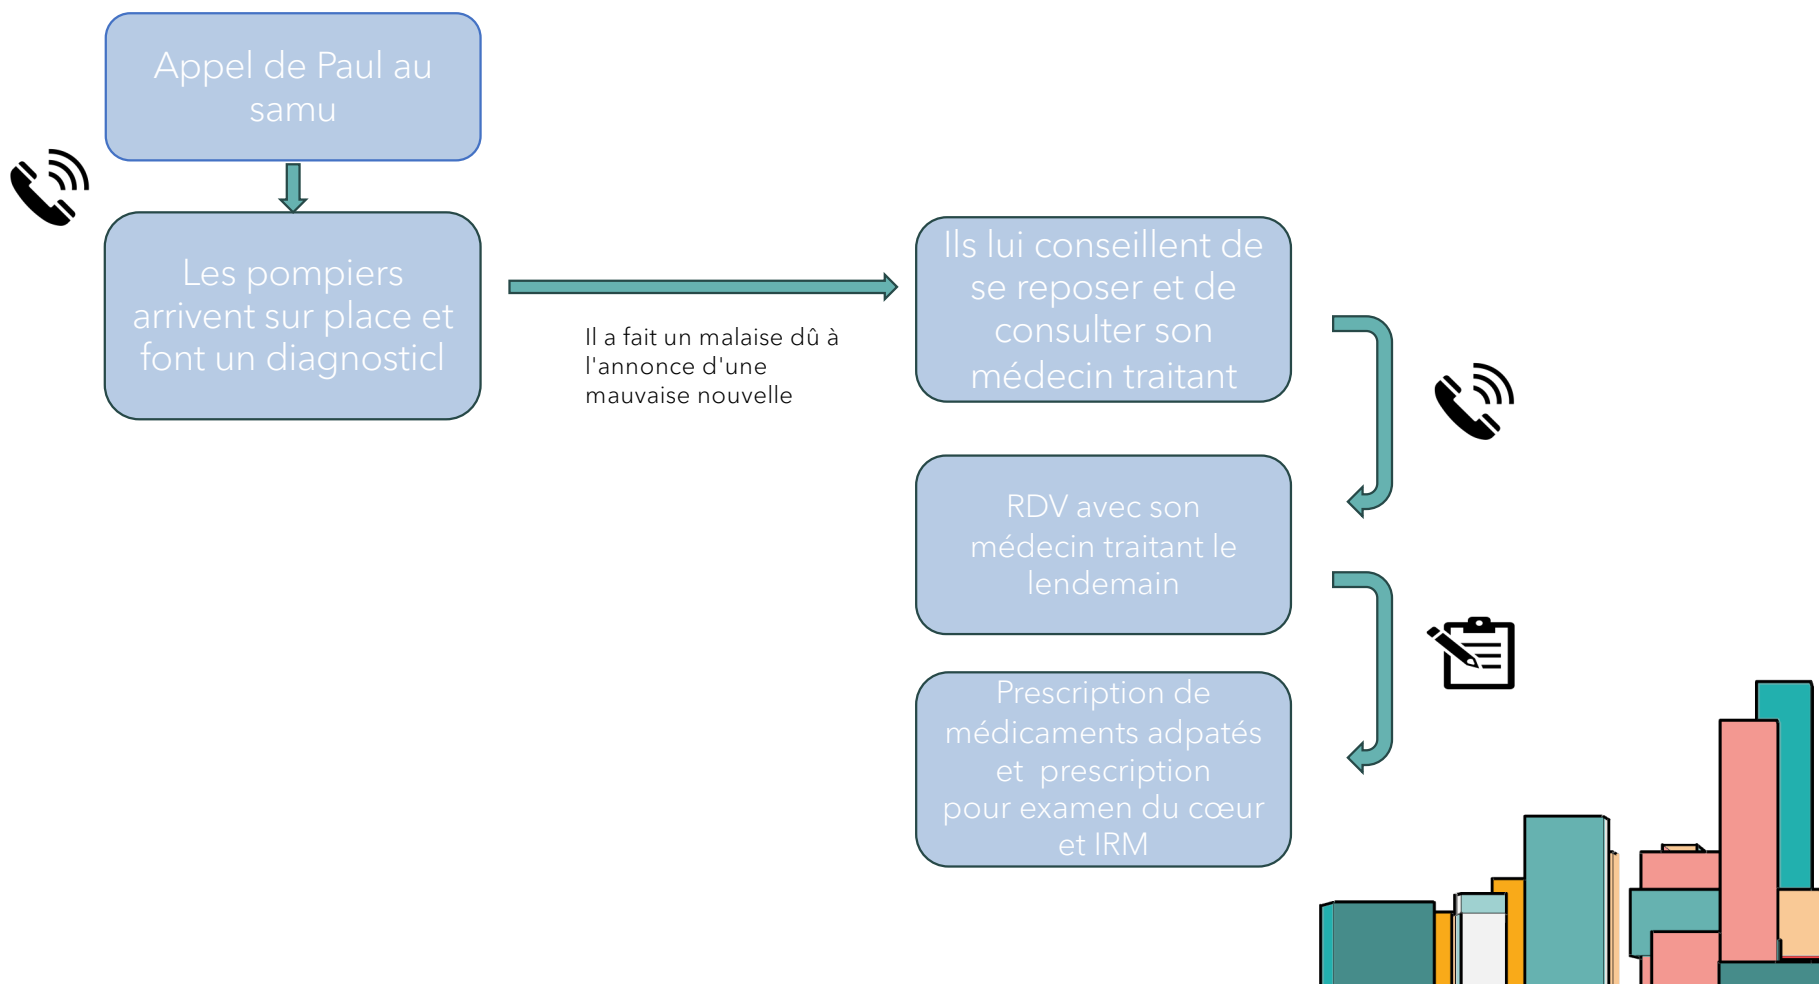 Appel de Paul au
samu
Les pompiers
arrivent sur place et
font un diagnosticl
Il a fait un malaise dû à
l'annonce d'une
mauvaise nouvelle
Ils lui conseillent de
se reposer et de
consulter son
médecin traitant
RDV avec son
médecin traitant le
lendemain
Prescription de
médicaments adpatés
et prescription
pour examen du cœur
et IRM